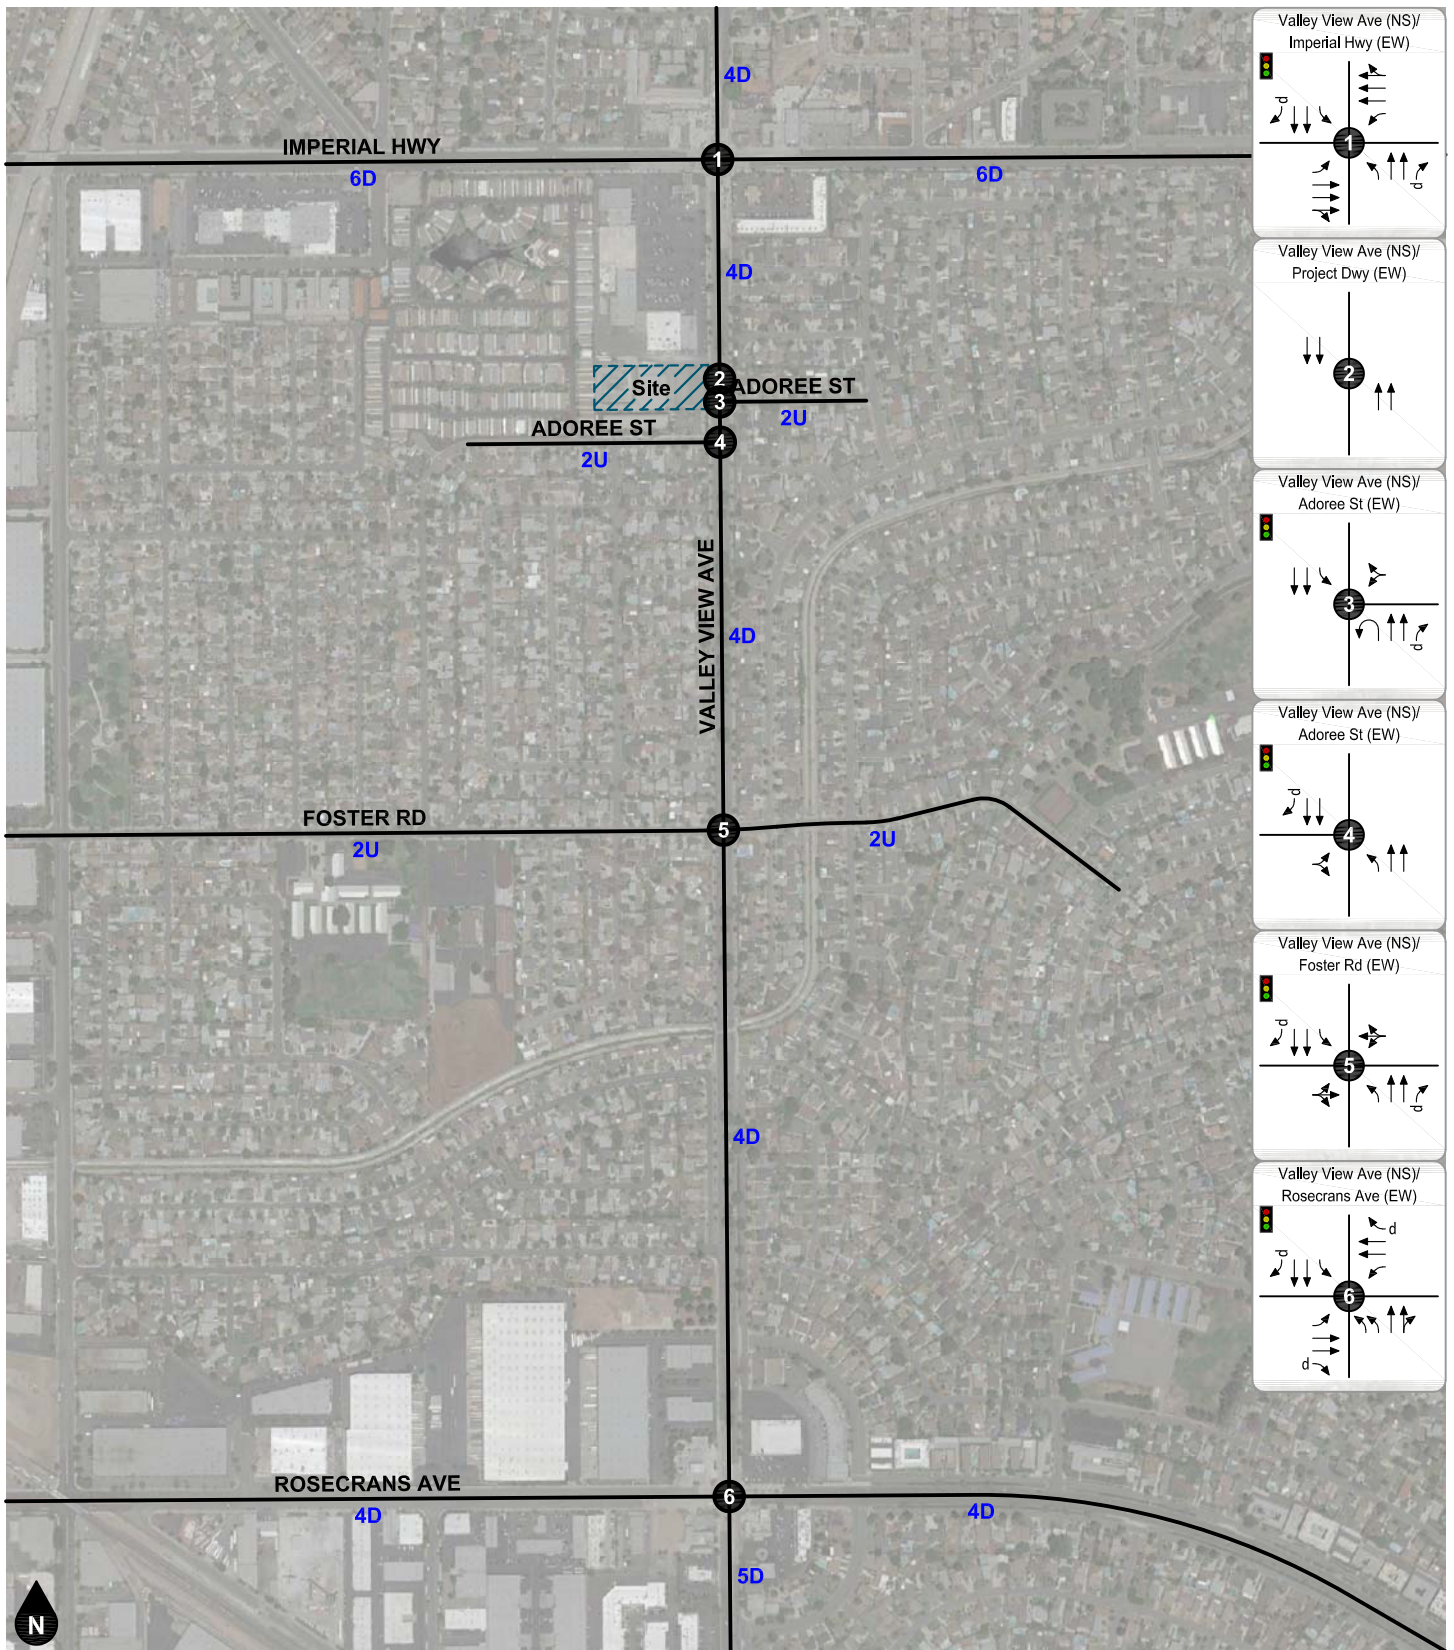 4D
IMPERIAL HWY
1
6D
6D
4D
Site
2
ADOREE ST
3
2U
ADOREE ST
4
2U
VALLEY VIEW AVE
4D
FOSTER RD
5
2U
2U
4D
ROSECRANS AVE
6
4D
4D
5D
N
Valley View Ave (NS)/
Imperial Hwy (EW)
d
1
d
Valley View Ave (NS)/
Project Dwy (EW)
2
Valley View Ave (NS)/
Adoree St (EW)
3
d
Valley View Ave (NS)/
Adoree St (EW)
d
4
Valley View Ave (NS)/
Foster Rd (EW)
d
5
d
Valley View Ave (NS)/
Rosecrans Ave (EW)
d
d
6
d